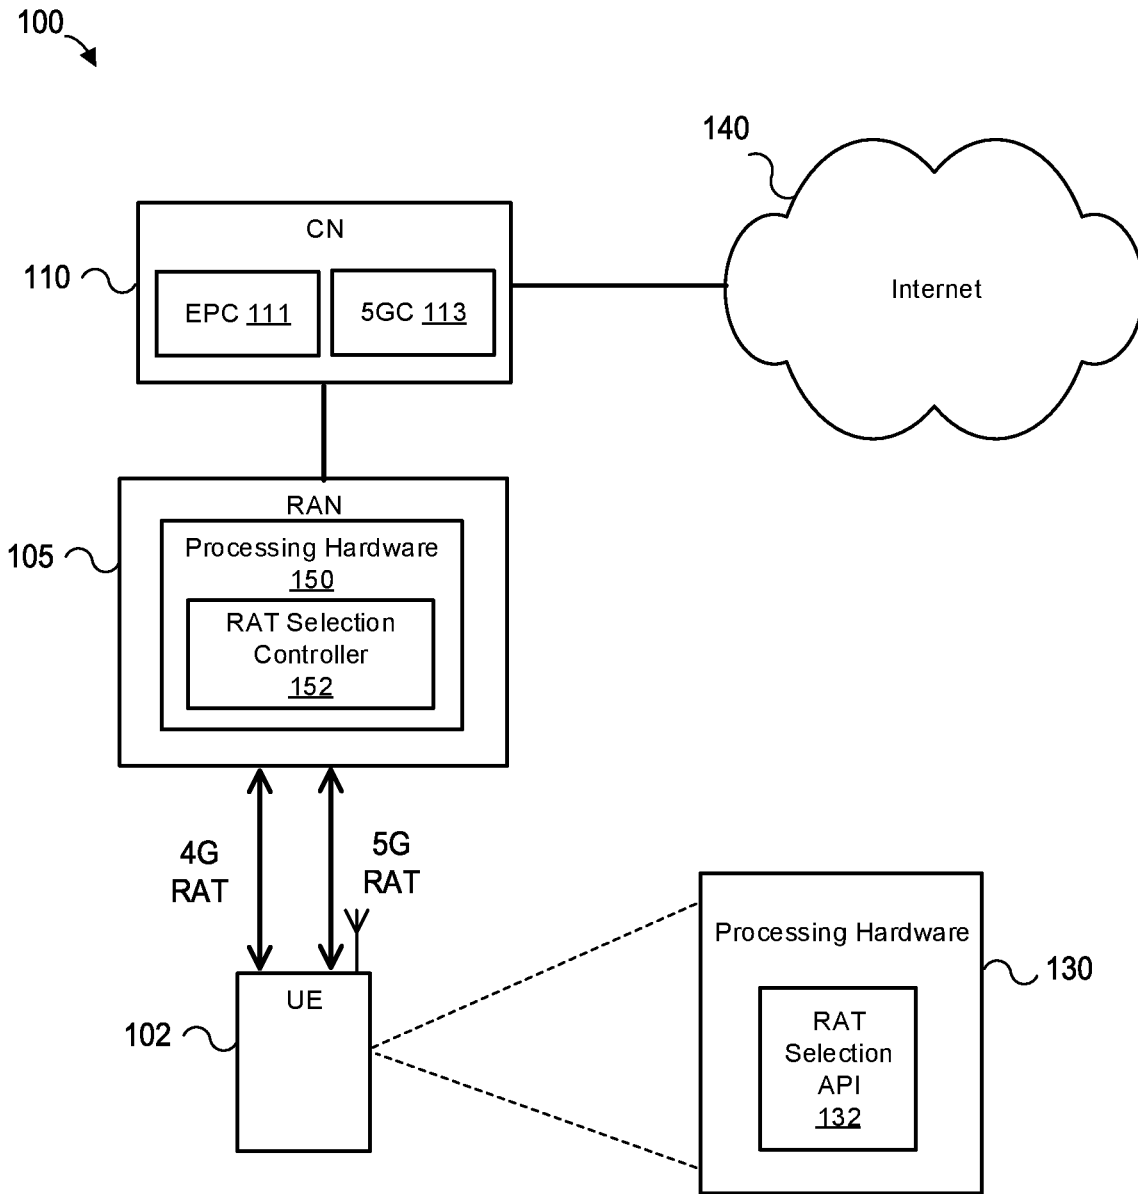 100
140
CN
110
EPC 111
5GC 113
Internet
RAN
105
Processing Hardware
150
RAT Selection
Controller
152
4G
RAT
5G
RAT
Processing Hardware
130
UE
102
RAT
Selection
API
132